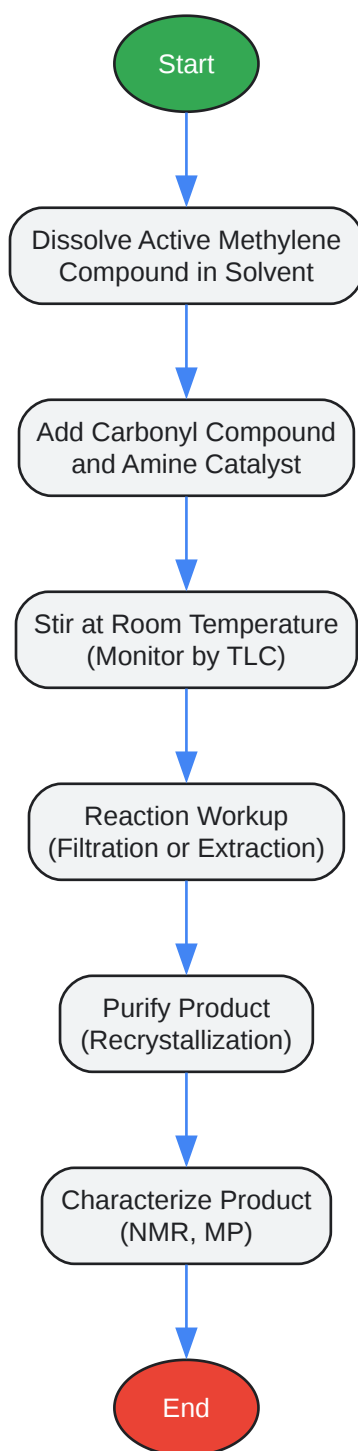 Start
Dissolve Active Methylene
Compound in Solvent
Add Carbonyl Compound
and Amine Catalyst
Stir at Room Temperature
(Monitor by TLC)
Reaction Workup
(Filtration or Extraction)
Purify Product
(Recrystallization)
Characterize Product
(NMR, MP)
End